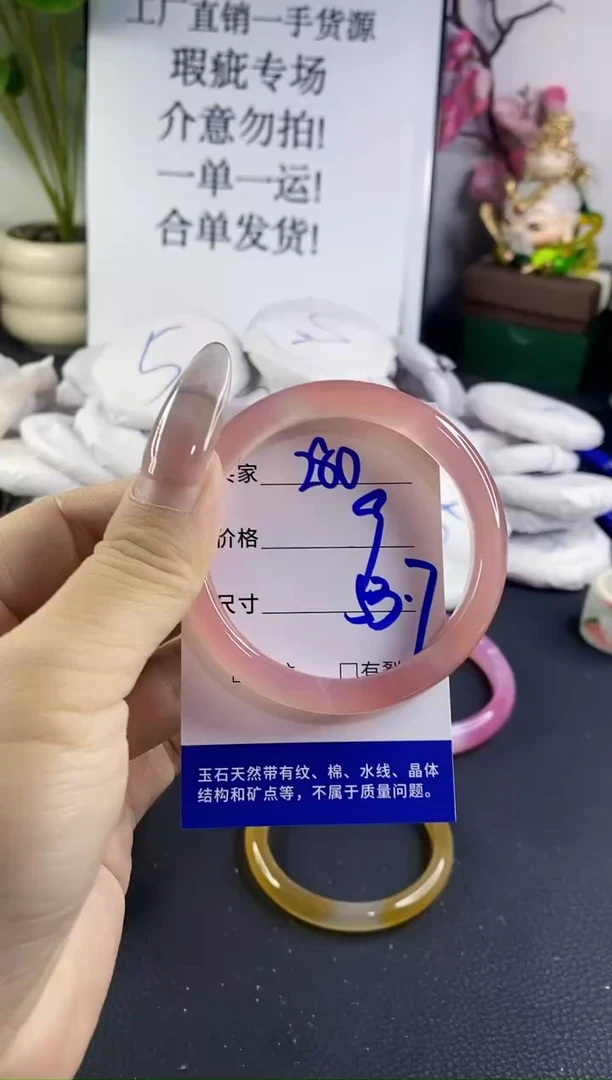 工厂直销一手货源
瑕疵专场
介意勿拍!
一单一运!
合单发货!
5
家
价格
9
尺寸
53.7
□有裂
玉石天然带有纹、棉、水线、晶体
结构和矿点等，不属于质量问题。